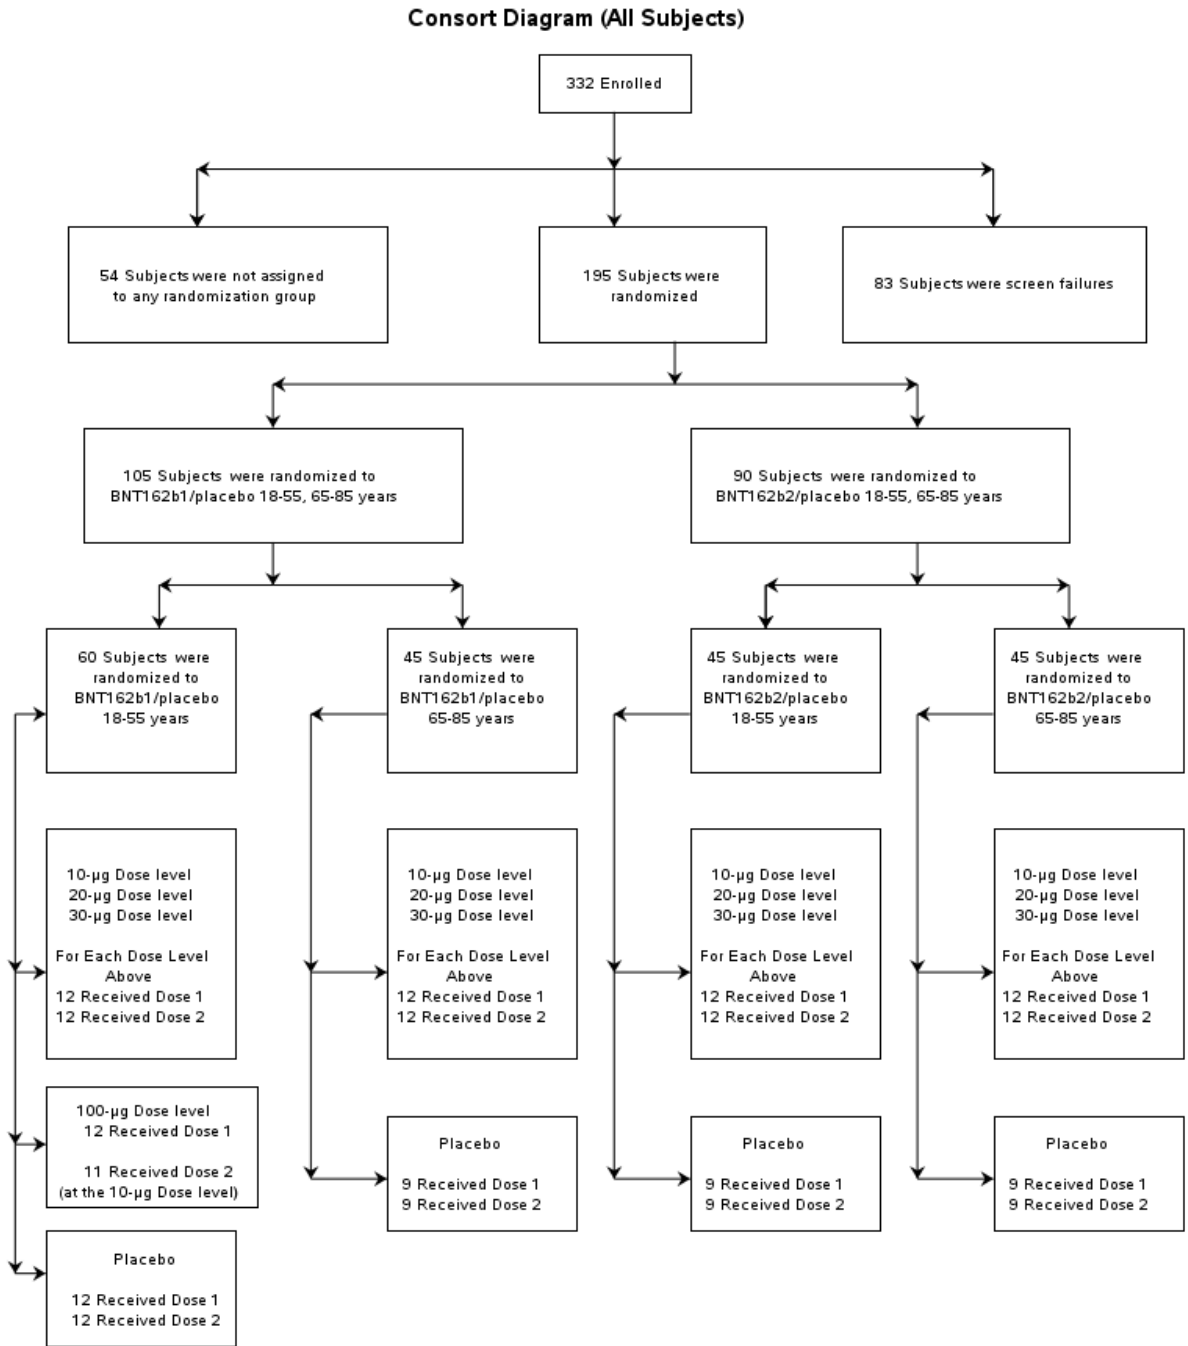 Consort Diagram (All Subjects)
332 Enrolled
54 Subjects were not assigned
to any randomization group
195 Subjects were
randomized
83 Subjects were screen failures
105 Subjects were randomized to
BNT162b1/placebo 18-55, 65-85 years
90 Subjects were randomized to
BNT162b2/placebo 18-55, 65-85 years
60 Subjects were
randomized to
BNT162b1/placebo
18-55 years
45 Subjects were
randomized to
BNT162b1/placebo
65-85 years
45 Subjects were
randomized to
BNT162b2/placebo
18-55 years
45 Subjects were
randomized to
BNT162b2/placebo
65-85 years
10-µg Dose level
20-µg Dose level
30-µg Dose level
For Each Dose Level
Above
12 Received Dose 1
12 Received Dose 2
10-µg Dose level
20-µg Dose level
30-µg Dose level
For Each Dose Level
Above
12 Received Dose 1
12 Received Dose 2
10-µg Dose level
20-µg Dose level
30-µg Dose level
For Each Dose Level
Above
12 Received Dose 1
12 Received Dose 2
10-µg Dose level
20-µg Dose level
30-µg Dose level
For Each Dose Level
Above
12 Received Dose 1
12 Received Dose 2
100-µg Dose level
12 Received Dose 1
11 Received Dose 2
(at the 10-µg Dose level)
Placebo
9 Received Dose 1
9 Received Dose 2
Placebo
9 Received Dose 1
9 Received Dose 2
Placebo
9 Received Dose 1
9 Received Dose 2
Placebo
12 Received Dose 1
12 Received Dose 2